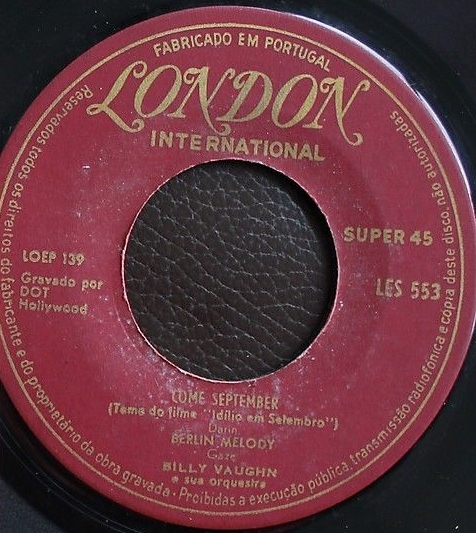 FABRICADO EM PORTUGAL
LONDON
INTERNATIONAL
SUPER 45
LOEP 139
LES 553
Gravado por
DOT
Hollywood
COME SEPTEMBER
(Tema do filme "Idílio em Setembro")
Darin
BERLIN MELODY
Gaze
BILLY VAUGHN
e sua orquestra
Reservados todos os direitos do fabricante e do proprietário da obra gravada · Proibidas a execução pública, transmissão radiofónica e copia deste disco, não autorizadas